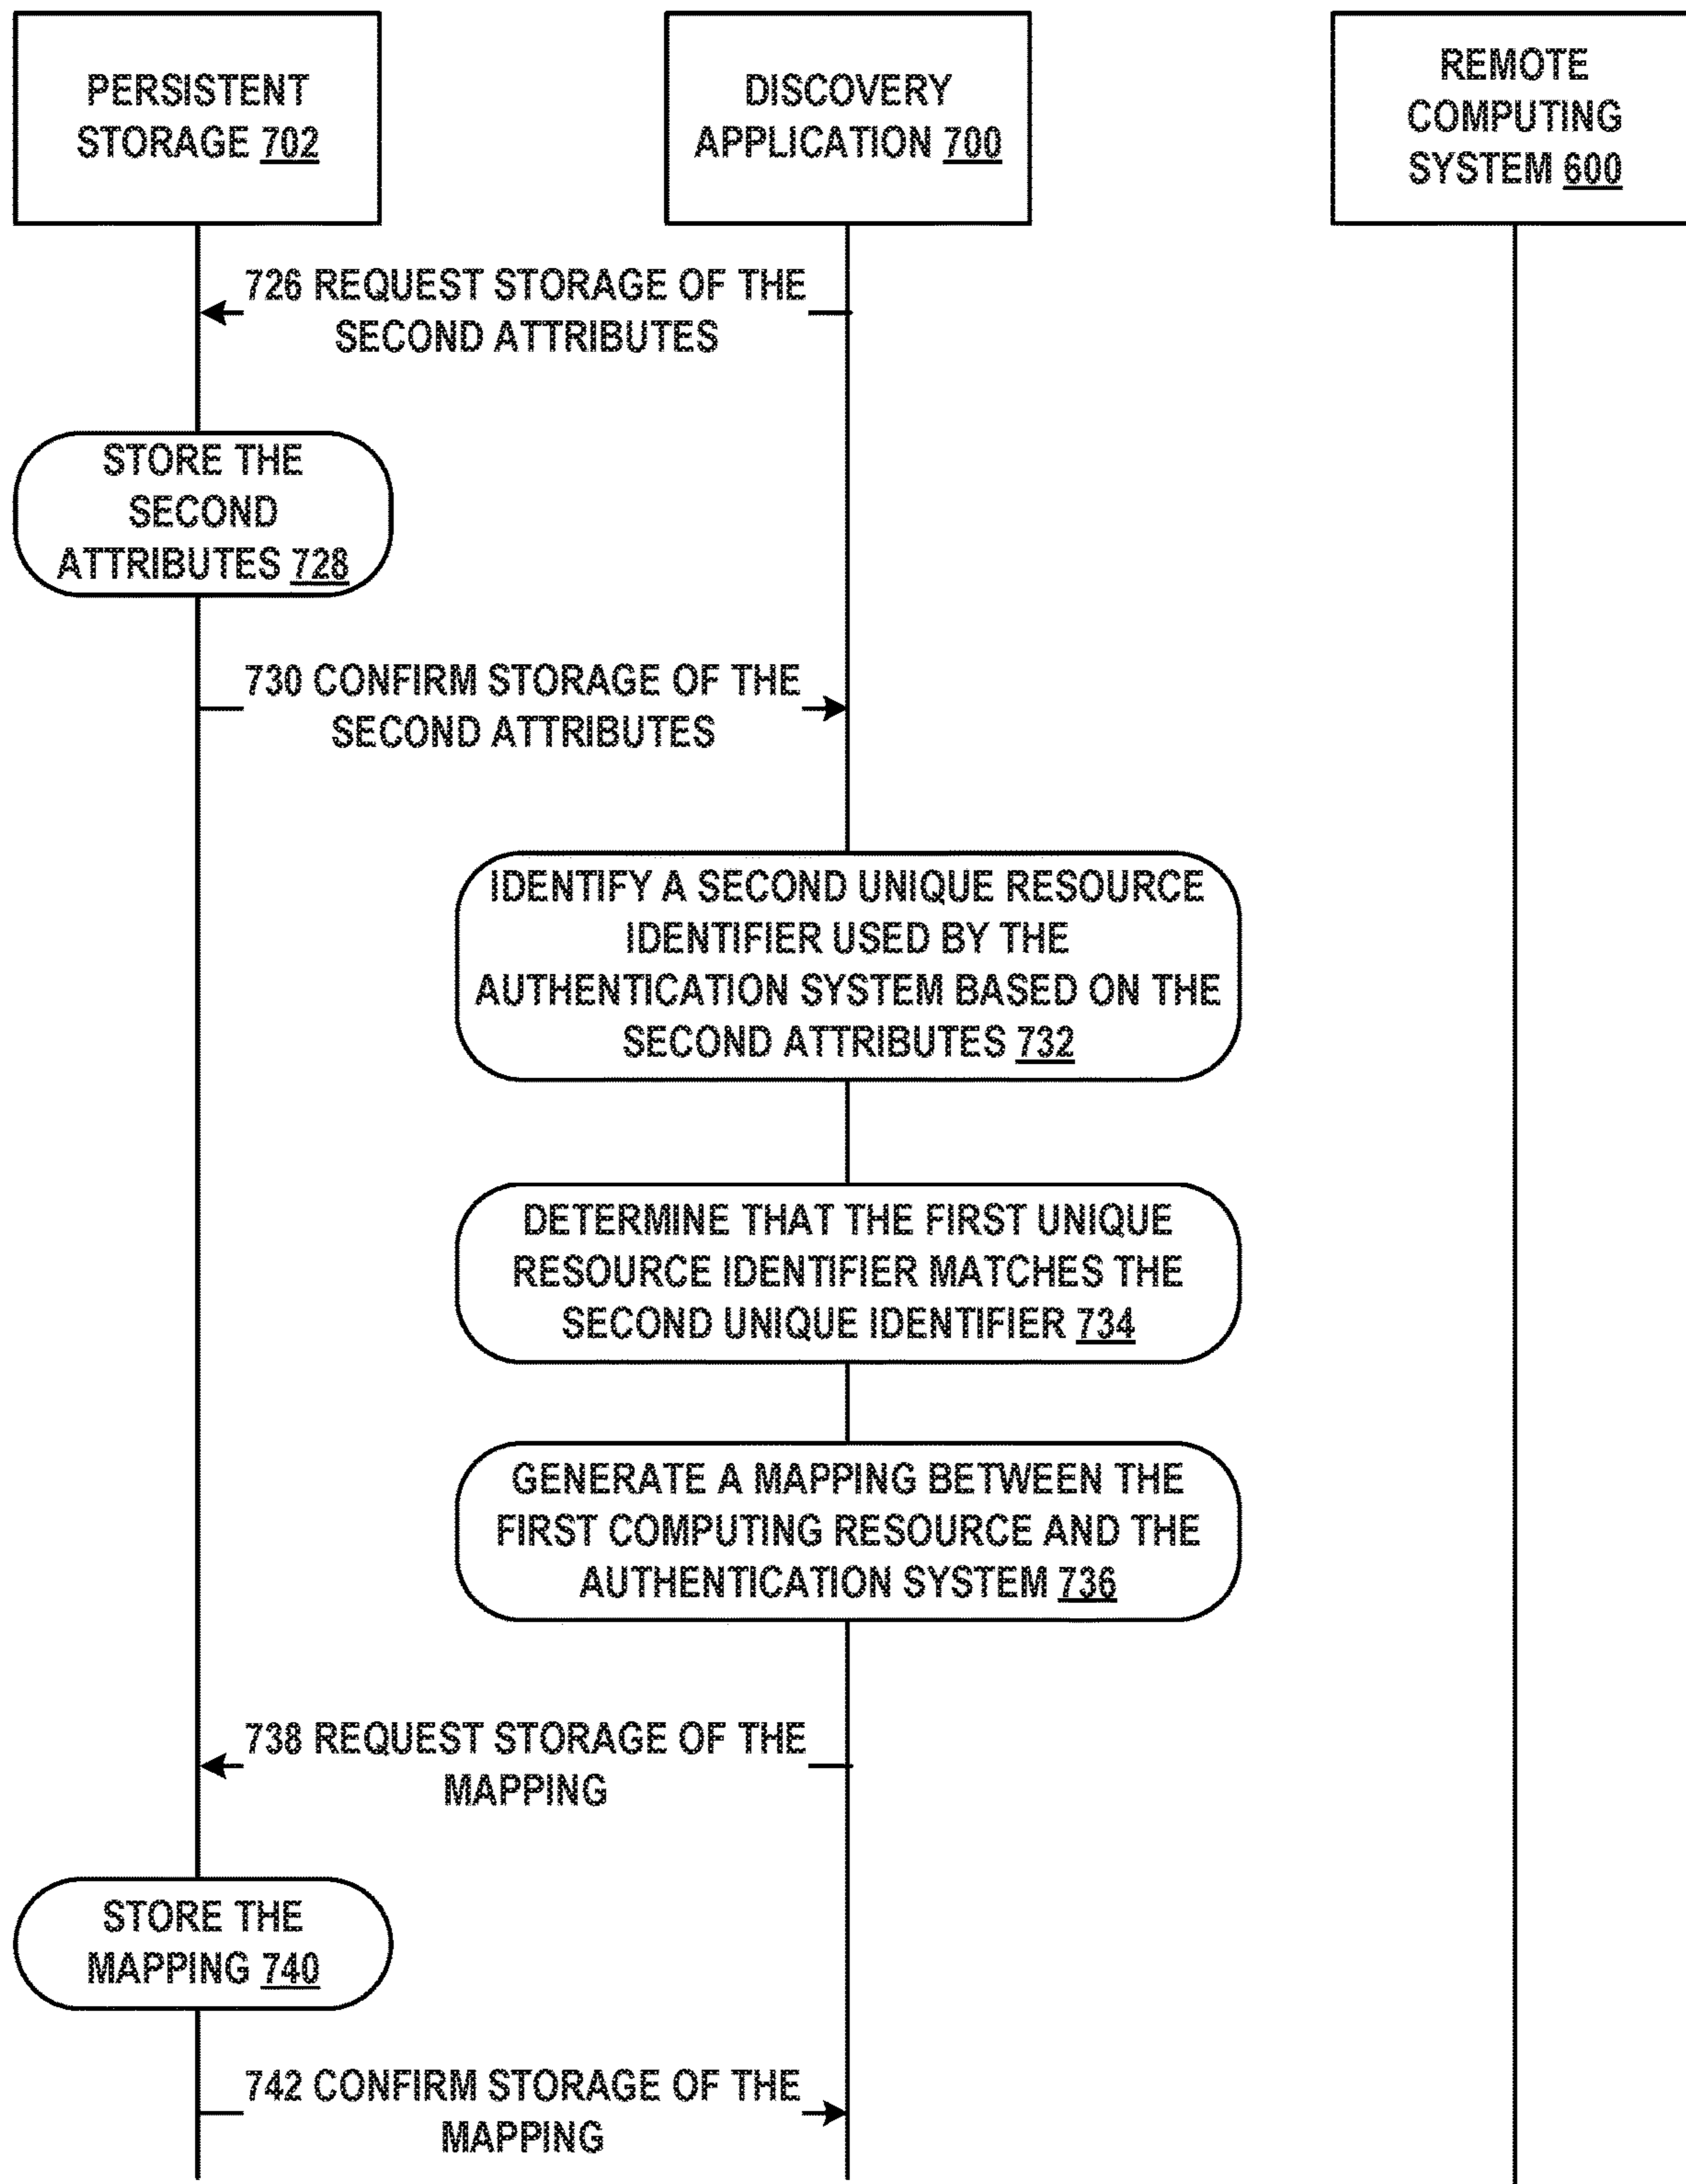 PERSISTENT
STORAGE 702
DISCOVERY
APPLICATION 700
REMOTE
COMPUTING
SYSTEM 600
726 REQUEST STORAGE OF THE
SECOND ATTRIBUTES
STORE THE
SECOND
ATTRIBUTES 728
730 CONFIRM STORAGE OF THE
SECOND ATTRIBUTES
IDENTIFY A SECOND UNIQUE RESOURCE
IDENTIFIER USED BY THE
AUTHENTICATION SYSTEM BASED ON THE
SECOND ATTRIBUTES 732
DETERMINE THAT THE FIRST UNIQUE
RESOURCE IDENTIFIER MATCHES THE
SECOND UNIQUE IDENTIFIER 734
GENERATE A MAPPING BETWEEN THE
FIRST COMPUTING RESOURCE AND THE
AUTHENTICATION SYSTEM 736
738 REQUEST STORAGE OF THE
MAPPING
STORE THE
MAPPING 740
742 CONFIRM STORAGE OF THE
MAPPING